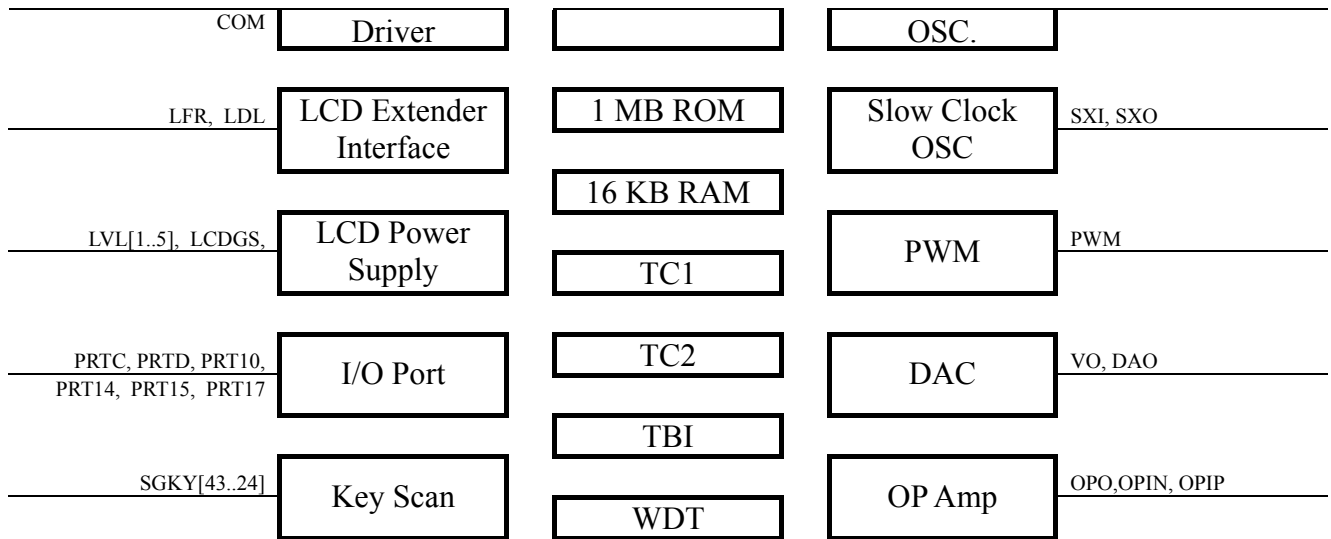 COM
Driver
OSC.
LFR, LDL
LCD Extender
Interface
1 MB ROM
Slow Clock
OSC
SXI, SXO
16 KB RAM
LVL[1..5], LCDGS,
LCD Power
Supply
TC1
PWM
PWM
PRTC, PRTD, PRT10,
PRT14, PRT15, PRT17
I/O Port
TC2
DAC
VO, DAO
TBI
SGKY[43..24]
Key Scan
WDT
OP Amp
OPO,OPIN, OPIP